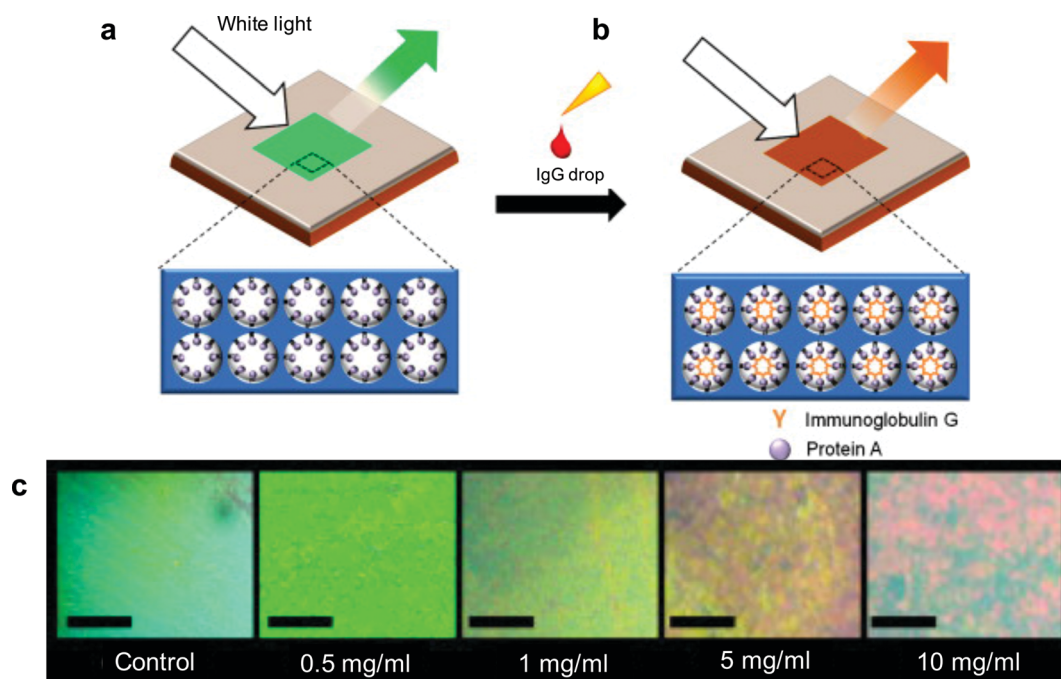 a
White light
b
IgG drop
Immunoglobulin G
Protein A
c
Control
0.5 mg/ml
1 mg/ml
5 mg/ml
10 mg/ml